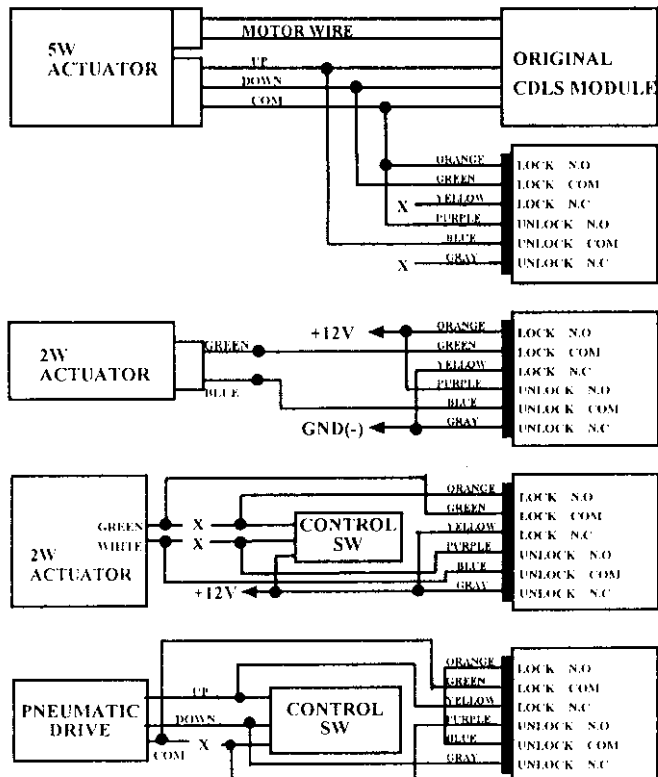 5W
ACTUATOR
MOTOR WIRE
UP
DOWN
COM
ORIGINAL
CDLS MODULE
ORANGE LOCK N.O
GREEN LOCK COM
X YELLOW LOCK N.C
PURPLE UNLOCK N.O
BLUE UNLOCK COM
X GRAY UNLOCK N.C
2W
ACTUATOR
GREEN
BLUE
+12V
GND(-)
ORANGE LOCK N.O
GREEN LOCK COM
YELLOW LOCK N.C
PURPLE UNLOCK N.O
BLUE UNLOCK COM
GRAY UNLOCK N.C
GREEN X
WHITE X
2W
ACTUATOR
CONTROL
SW
+12V
ORANGE LOCK N.O
GREEN LOCK COM
YELLOW LOCK N.C
PURPLE UNLOCK N.O
BLUE UNLOCK COM
GRAY UNLOCK N.C
PNEUMATIC
DRIVE
UP
DOWN
COM X
CONTROL
SW
ORANGE LOCK N.O
GREEN LOCK COM
YELLOW LOCK N.C
PURPLE UNLOCK N.O
BLUE UNLOCK COM
GRAY UNLOCK N.C